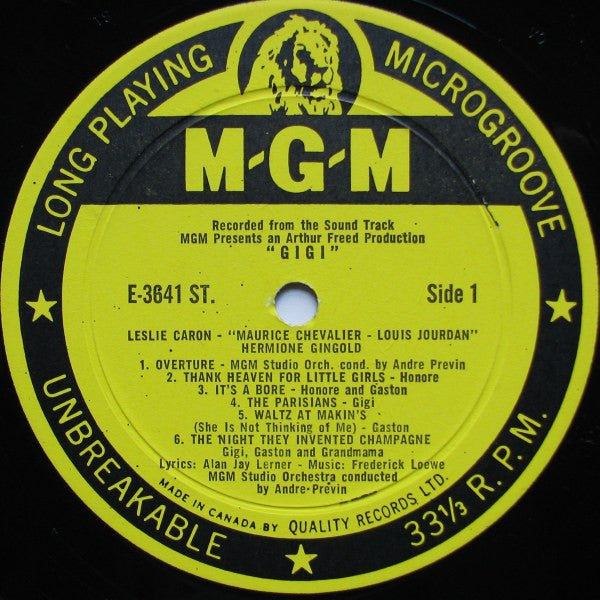 LONG PLAYING
MICROGROOVE
M-G-M
Recorded from the Sound Track
MGM Presents an Arthur Freed Production
"GIGI"
E-3641 ST.
Side 1
LESLIE CARON - "MAURICE CHEVALIER - LOUIS JOURDAN"
HERMIONE GINGOLD
1. OVERTURE - MGM Studio Orch. cond. by Andre Previn
2. THANK HEAVEN FOR LITTLE GIRLS - Honore
3. IT'S A BORE - Honore and Gaston
4. THE PARISIANS - Gigi
5. WALTZ AT MAKIN'S
(She Is Not Thinking of Me) - Gaston
6. THE NIGHT THEY INVENTED CHAMPAGNE
Gigi, Gaston and Grandmama
Lyrics: Alan Jay Lerner - Music: Frederick Loewe
MGM Studio Orchestra conducted
by Andre Previn
MADE IN CANADA BY QUALITY RECORDS LTD.
UNBREAKABLE
33⅓ R.P.M.